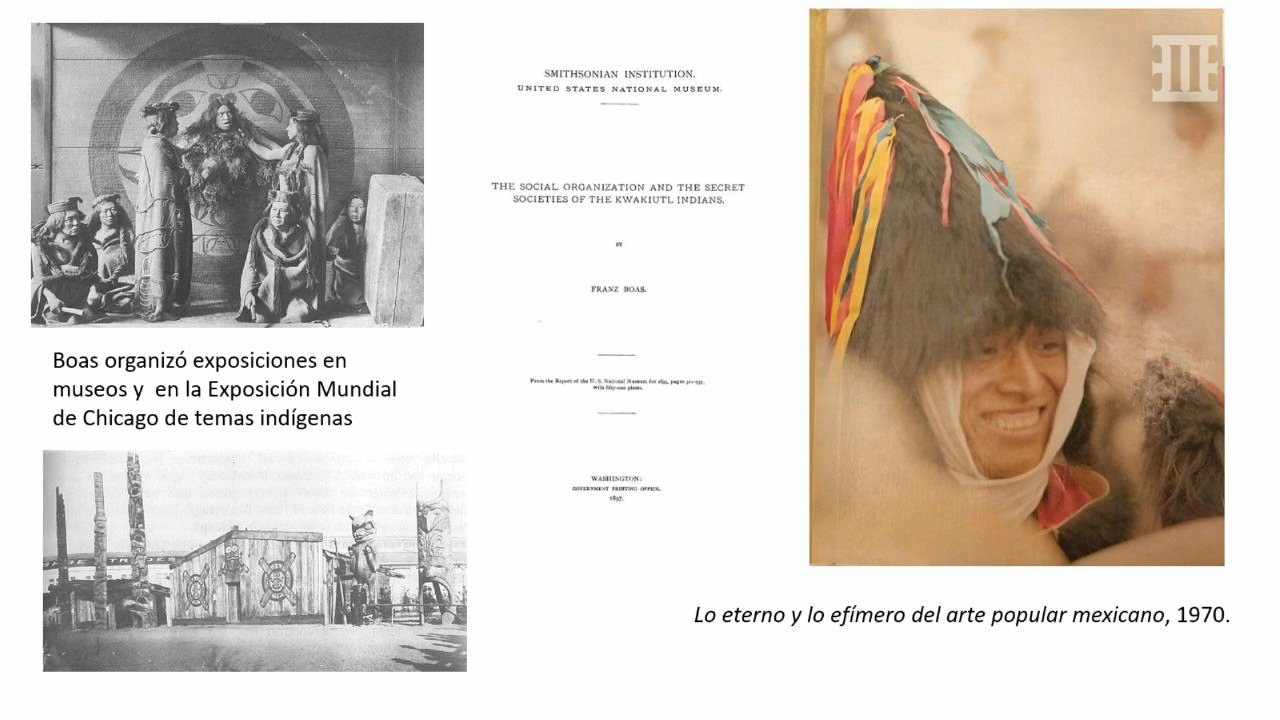 Boas organizó exposiciones en
museos y  en la Exposición Mundial
de Chicago de temas indígenas
SMITHSONIAN INSTITUTION.
UNITED STATES NATIONAL MUSEUM.
THE SOCIAL ORGANIZATION AND THE SECRET
SOCIETIES OF THE KWAKIUTL INDIANS.
BY
FRANZ BOAS.
From the Report of the U. S. National Museum for 1895, pages 311-737,
with fifty-one plates.
WASHINGTON:
GOVERNMENT PRINTING OFFICE.
1897.
Lo eterno y lo efímero del arte popular mexicano, 1970.